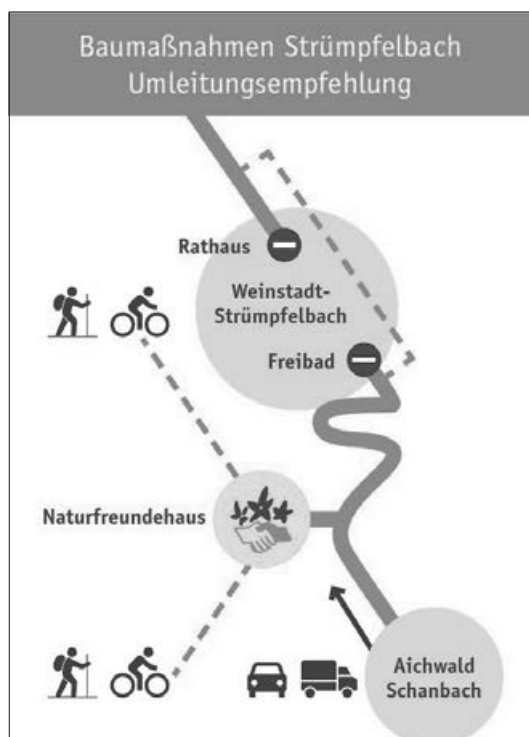 Baumaßnahmen Strümpfelbach
Umleitungsempfehlung
Rathaus
Weinstadt-
Strümpfelbach
Freibad
Naturfreundehaus
Aichwald
Schanbach